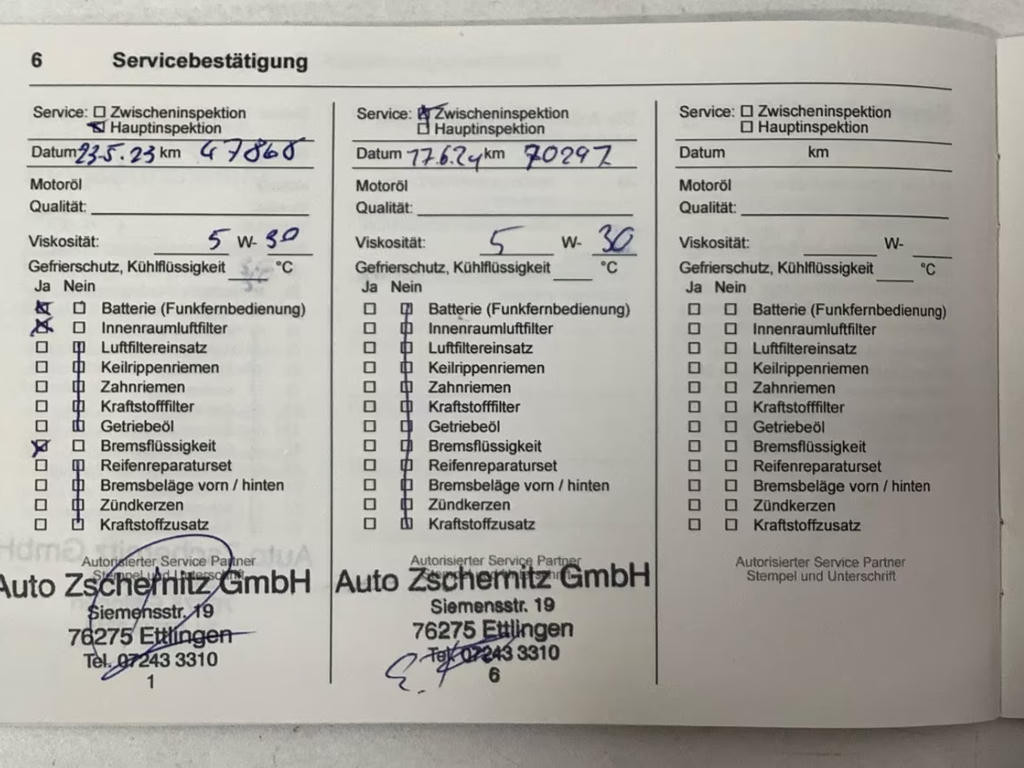 6 Servicebestätigung
Service: Zwischeninspektion
Hauptinspektion
Datum 23.5.23 km 47868
Motoröl
Qualität:
Viskosität: 5 W- 30
Gefrierschutz, Kühlflüssigkeit °C
Ja Nein
Batterie (Funkfernbedienung)
Innenraumluftfilter
Luftfiltereinsatz
Keilrippenriemen
Zahnriemen
Kraftstofffilter
Getriebeöl
Bremsflüssigkeit
Reifenreparaturset
Bremsbeläge vorn / hinten
Zündkerzen
Kraftstoffzusatz
Autorisierter Service Partner
Stempel und Unterschrift
Auto Zschernitz GmbH
Siemensstr. 19
76275 Ettlingen
Tel. 07243 3310
1
Service: Zwischeninspektion
Hauptinspektion
Datum 17.6.24 km 70297
Motoröl
Qualität:
Viskosität: 5 W- 30
Gefrierschutz, Kühlflüssigkeit °C
Ja Nein
Batterie (Funkfernbedienung)
Innenraumluftfilter
Luftfiltereinsatz
Keilrippenriemen
Zahnriemen
Kraftstofffilter
Getriebeöl
Bremsflüssigkeit
Reifenreparaturset
Bremsbeläge vorn / hinten
Zündkerzen
Kraftstoffzusatz
Autorisierter Service Partner
Stempel und Unterschrift
Auto Zschernitz GmbH
Siemensstr. 19
76275 Ettlingen
Tel. 07243 3310
6
Service: Zwischeninspektion
Hauptinspektion
Datum km
Motoröl
Qualität:
Viskosität: W-
Gefrierschutz, Kühlflüssigkeit °C
Ja Nein
Batterie (Funkfernbedienung)
Innenraumluftfilter
Luftfiltereinsatz
Keilrippenriemen
Zahnriemen
Kraftstofffilter
Getriebeöl
Bremsflüssigkeit
Reifenreparaturset
Bremsbeläge vorn / hinten
Zündkerzen
Kraftstoffzusatz
Autorisierter Service Partner
Stempel und Unterschrift